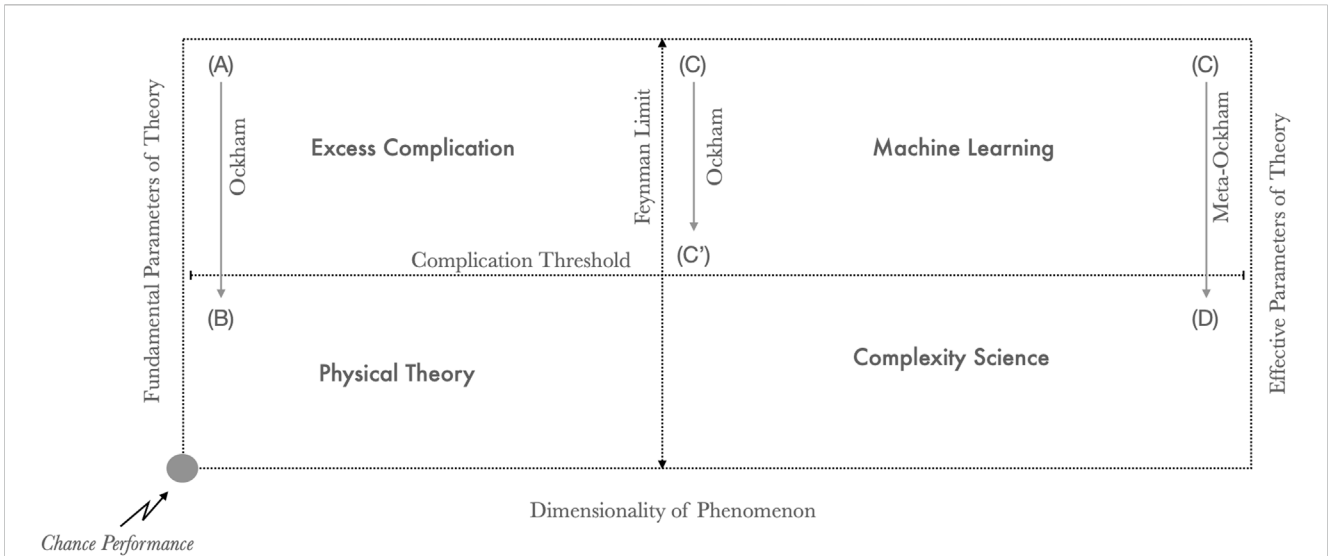 (A)
(C)
(C)
Fundamental Parameters of Theory
Ockham
Excess Complication
Feynman Limit
Ockham
Machine Learning
Meta-Ockham
Effective Parameters of Theory
Complication Threshold
(C’)
(B)
(D)
Physical Theory
Complexity Science
Dimensionality of Phenomenon
Chance Performance